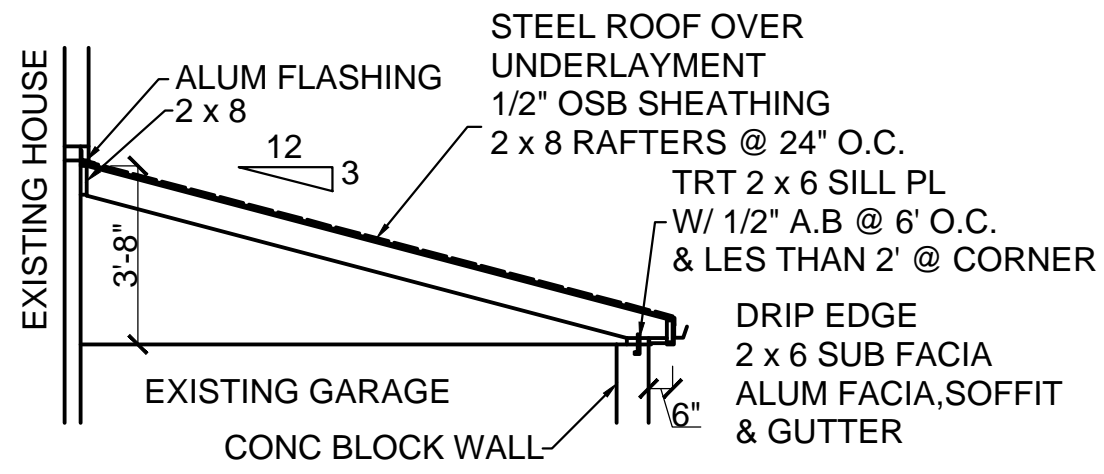 STEEL ROOF OVER
UNDERLAYMENT
1/2" OSB SHEATHING
2 x 8 RAFTERS @ 24" O.C.
ALUM FLASHING
2 x 8
12
3
TRT 2 x 6 SILL PL
W/ 1/2" A.B @ 6' O.C.
& LES THAN 2' @ CORNER
EXISTING HOUSE
3'-8"
DRIP EDGE
2 x 6 SUB FACIA
ALUM FACIA,SOFFIT
& GUTTER
EXISTING GARAGE
6"
CONC BLOCK WALL